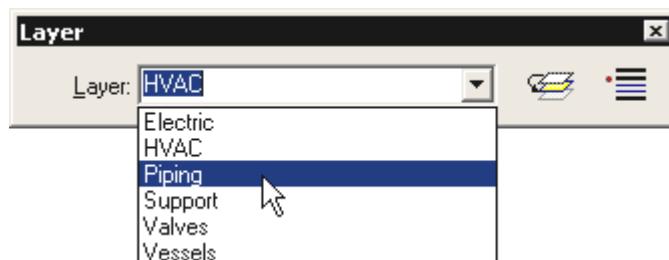 Layer
Layer: HVAC
Electric
HVAC
Piping
Support
Valves
Vessels